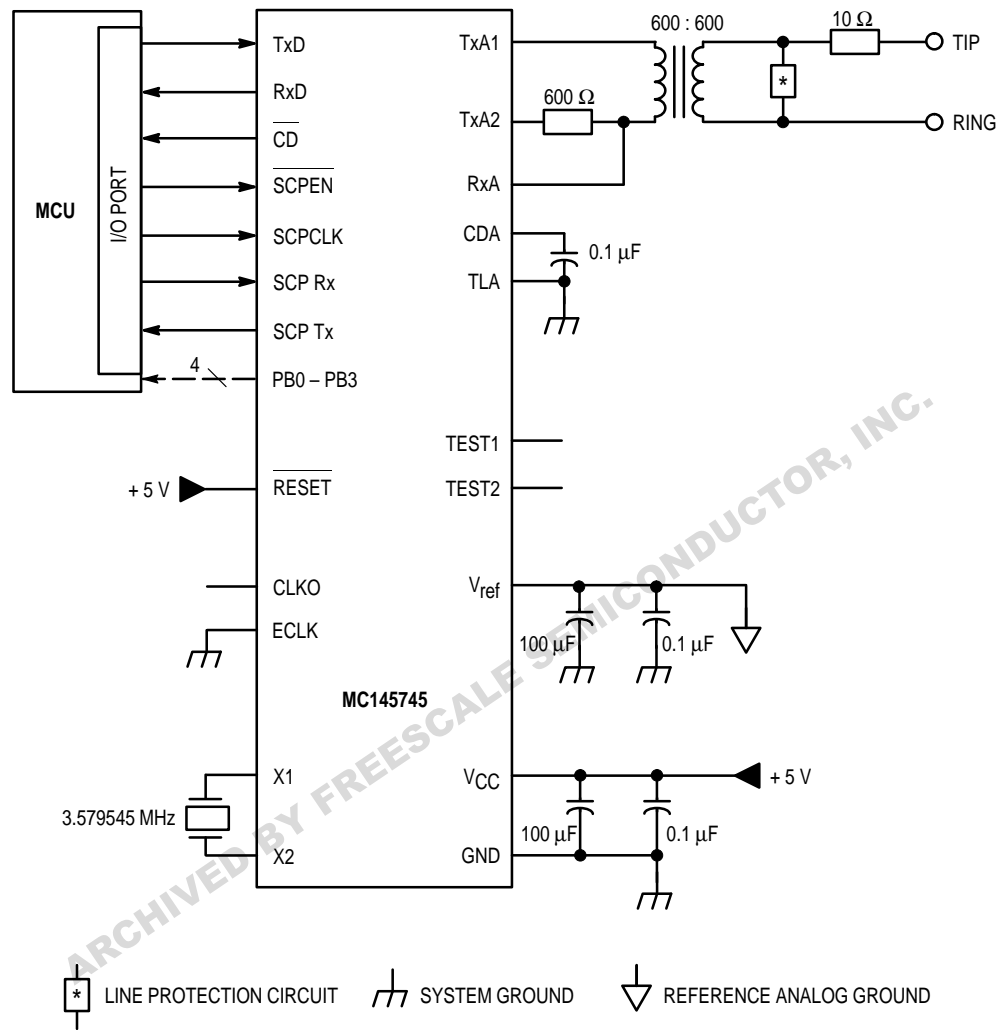 MCU
I/O PORT
TxD
RxD
CD
SCPEN
SCPCLK
SCP Rx
SCP Tx
4
PB0 – PB3
+ 5 V
RESET
CLKO
ECLK
MC145745
X1
3.579545 MHz
X2
TxA1
600 : 600
10 Ω
TIP
*
600 Ω
TxA2
RING
RxA
CDA
0.1 µF
TLA
TEST1
TEST2
Vref
100 µF
0.1 µF
VCC
+ 5 V
100 µF
0.1 µF
GND
ARCHIVED BY FREESCALE SEMICONDUCTOR, INC.
* LINE PROTECTION CIRCUIT
SYSTEM GROUND
REFERENCE ANALOG GROUND